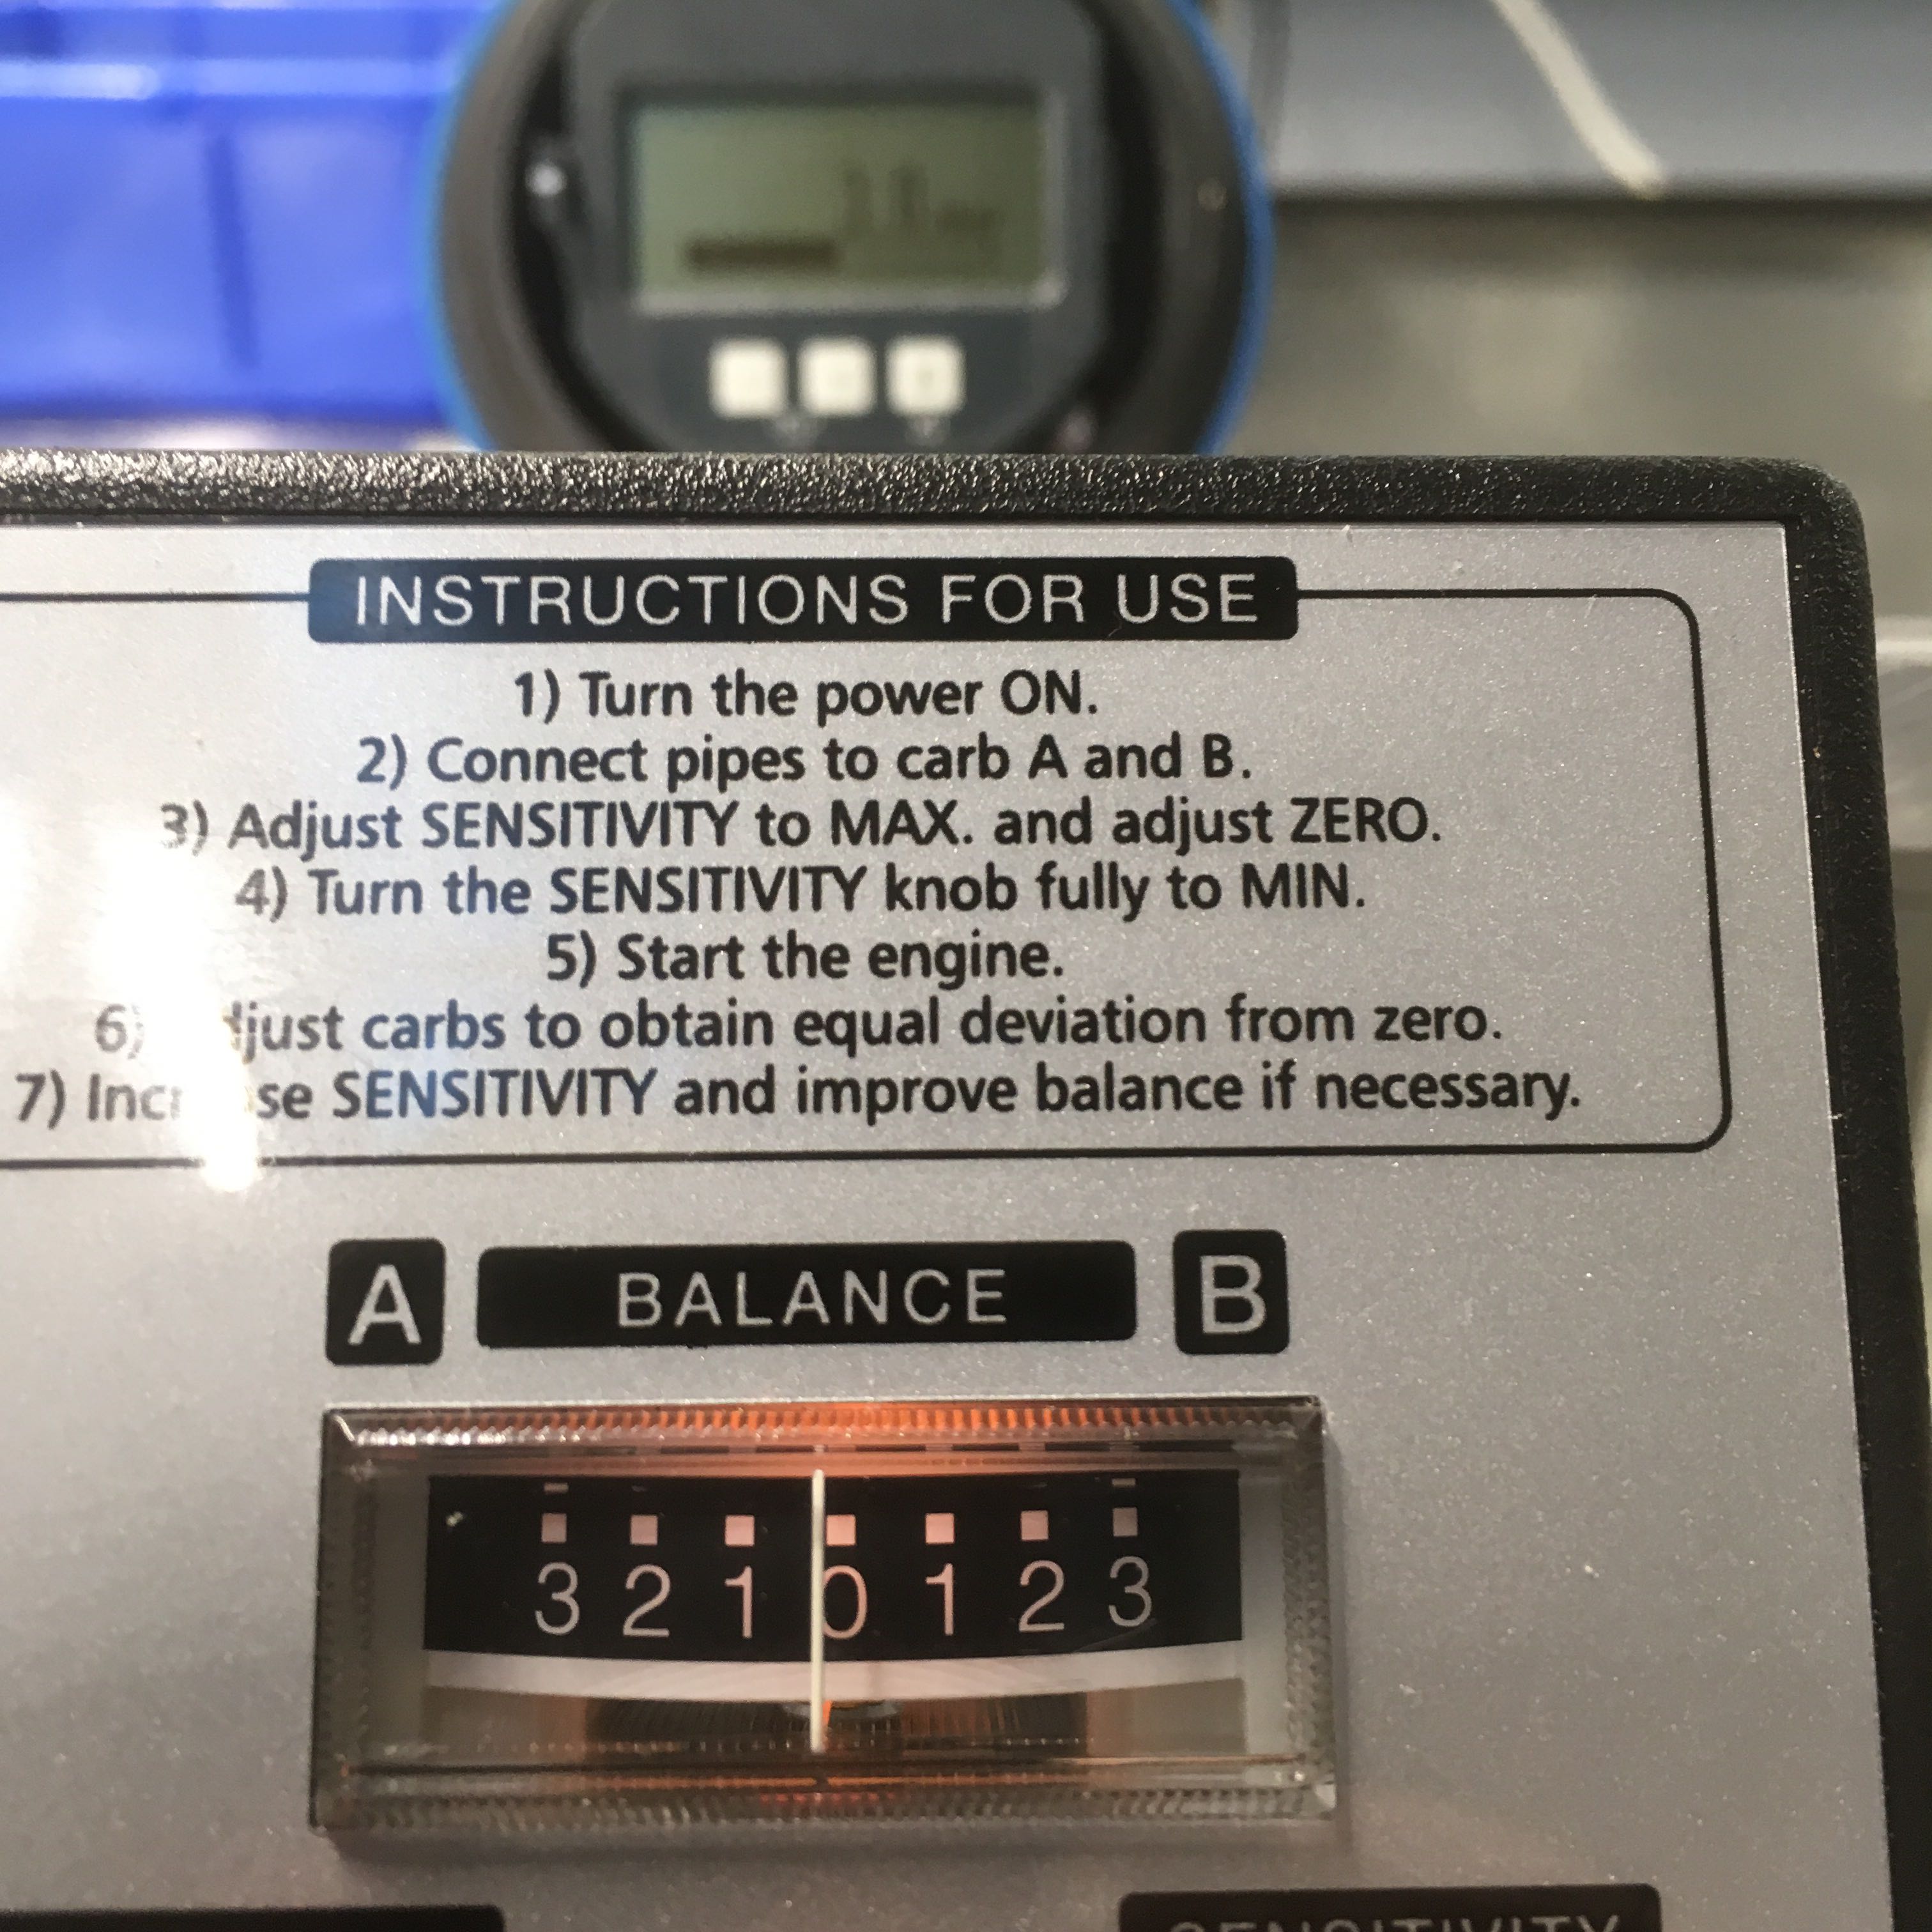 INSTRUCTIONS FOR USE
1) Turn the power ON.
2) Connect pipes to carb A and B.
3) Adjust SENSITIVITY to MAX. and adjust ZERO.
4) Turn the SENSITIVITY knob fully to MIN.
5) Start the engine.
6) Adjust carbs to obtain equal deviation from zero.
7) Increase SENSITIVITY and improve balance if necessary.
A BALANCE B
3 2 1 0 1 2 3
SENSITIVITY